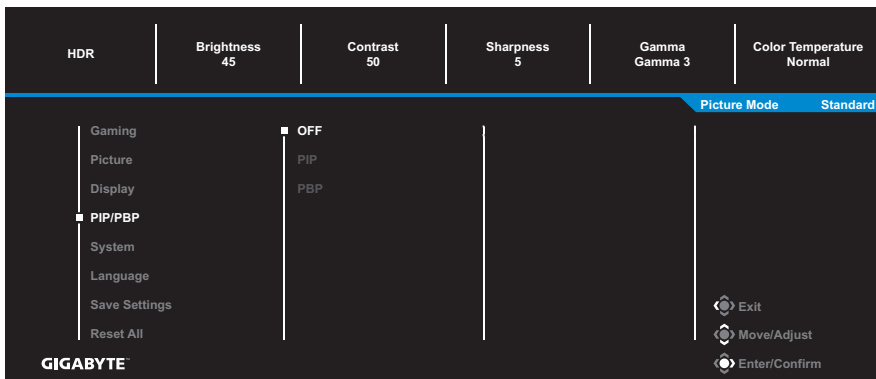 HDR
Brightness
45
Contrast
50
Sharpness
5
Gamma
Gamma 3
Color Temperature
Normal
Picture Mode Standard
Gaming
Picture
Display
PIP/PBP
System
Language
Save Settings
Reset All
OFF
PIP
PBP
Exit
Move/Adjust
Enter/Confirm
GIGABYTE™